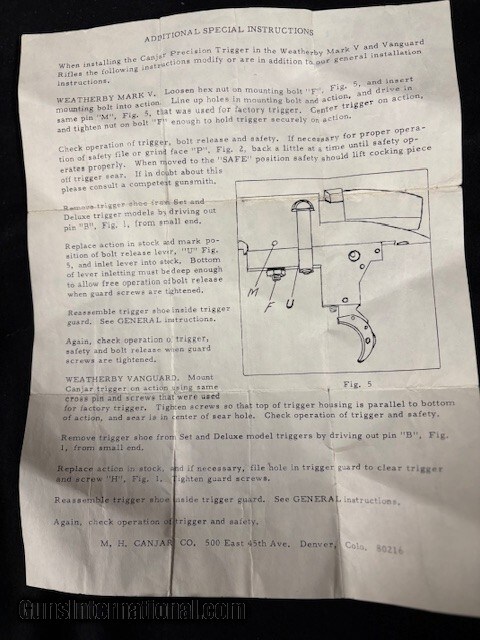 ADDITIONAL SPECIAL INSTRUCTIONS
When installing the Canjar Precision Trigger in the Weatherby Mark V and Vanguard
Rifles the following instructions modify or are in addition to our general installation
instructions.
WEATHERBY MARK V. Loosen hex nut on mounting bolt "F", Fig. 5, and insert
mounting bolt into action. Line up holes in mounting bolt and action, and drive in
same pin "M", Fig. 5, that was used for factory trigger. Center trigger on action,
and tighten nut on bolt "F" enough to hold trigger securely on action.
Check operation of trigger, bolt release and safety. If necessary for proper opera-
tion of safety file or grind face "P", Fig. 2, back a little at a time until safety op-
erates properly. When moved to the "SAFE" position safety should lift cocking piece
off trigger sear. If in doubt about this
please consult a competest gunsmith.
Remove trigger shoe from Set and
Deluxe trigger models by driving out
pin "B", Fig. 1, from small end.
Replace action in stock and mark po-
sition of bolt release lever, "U" Fig.
5, and inlet lever into stock. Bottom
of lever inletting must be deep enough
to allow free operation of bolt release
when guard screws are tightened.
Reassemble trigger shoe inside trigger
guard. See GENERAL instructions.
Again, check operation of trigger,
safety and bolt release when guard
screws are tightened.
M
F
U
Fig. 5
WEATHERBY VANGUARD. Mount
Canjar trigger on action using same
cross pin and screws that were used
for factory trigger. Tighten screws so that top of trigger housing is parallel to bottom
of action, and sear is in center of sear hole. Check operation of trigger and safety.
Remove trigger shoe from Set and Deluxe model triggers by driving out pin "B", Fig.
1, from small end.
Replace action in stock, and if necessary, file hole in trigger guard to clear trigger
and screw "H", Fig. 1. Tighten guard screws.
Reassemble trigger shoe inside trigger guard. See GENERAL instructions.
Again, check operation of trigger and safety.
M. H. CANJAR CO. 500 East 45th Ave. Denver, Colo. 80216
GunsInternational.com